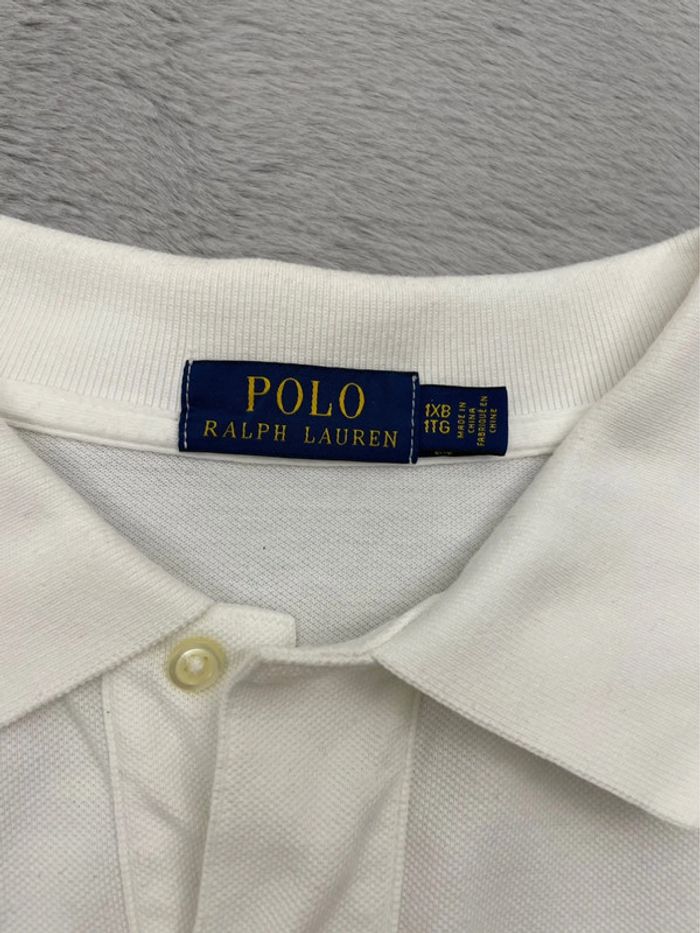 POLO
RALPH LAUREN
1XB
1TG
MADE IN
CHINA
FABRIQUÉ EN
CHINE